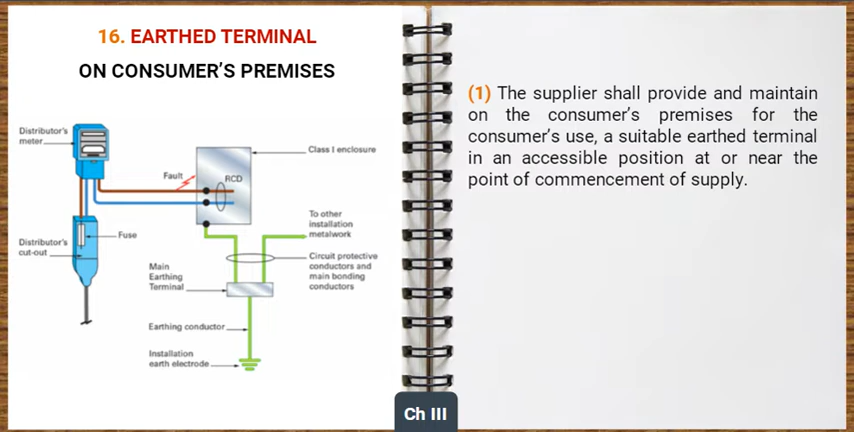 16. EARTHED TERMINAL
ON CONSUMER'S PREMISES
Distributor's
meter
Fault
RCD
Class I enclosure
Fuse
Distributor's
cut-out
To other
installation
metalwork
Main
Earthing
Terminal
Circuit protective
conductors and
main bonding
conductors
Earthing conductor
Installation
earth electrode
(1) The supplier shall provide and maintain
on the consumer's premises for the
consumer's use, a suitable earthed terminal
in an accessible position at or near the
point of commencement of supply.
Ch III